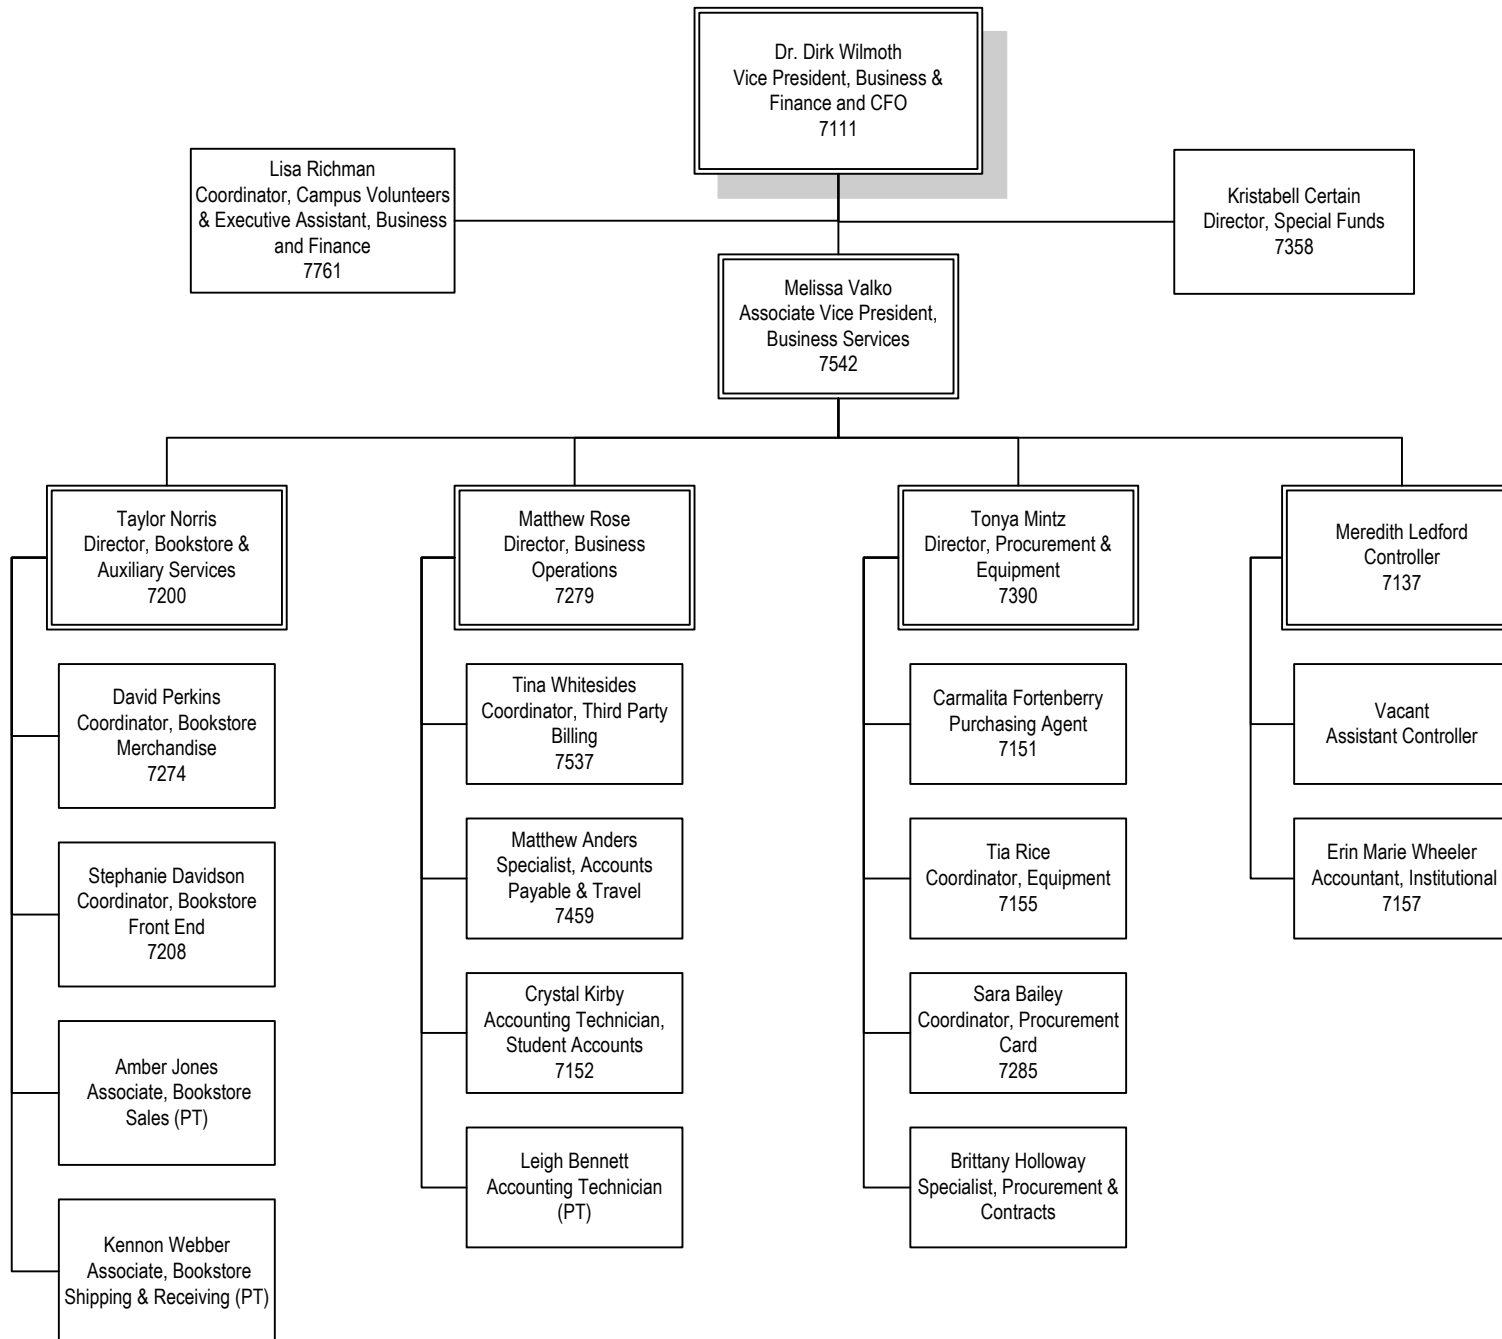 Dr. Dirk Wilmoth
Vice President, Business &
Finance and CFO
7111
Lisa Richman
Coordinator, Campus Volunteers
& Executive Assistant, Business
and Finance
7761
Kristabell Certain
Director, Special Funds
7358
Melissa Valko
Associate Vice President,
Business Services
7542
Taylor Norris
Director, Bookstore &
Auxiliary Services
7200
David Perkins
Coordinator, Bookstore
Merchandise
7274
Stephanie Davidson
Coordinator, Bookstore
Front End
7208
Amber Jones
Associate, Bookstore
Sales (PT)
Kennon Webber
Associate, Bookstore
Shipping & Receiving (PT)
Matthew Rose
Director, Business
Operations
7279
Tina Whitesides
Coordinator, Third Party
Billing
7537
Matthew Anders
Specialist, Accounts
Payable & Travel
7459
Crystal Kirby
Accounting Technician,
Student Accounts
7152
Leigh Bennett
Accounting Technician
(PT)
Tonya Mintz
Director, Procurement &
Equipment
7390
Carmalita Fortenberry
Purchasing Agent
7151
Tia Rice
Coordinator, Equipment
7155
Sara Bailey
Coordinator, Procurement
Card
7285
Brittany Holloway
Specialist, Procurement &
Contracts
Meredith Ledford
Controller
7137
Vacant
Assistant Controller
Erin Marie Wheeler
Accountant, Institutional
7157